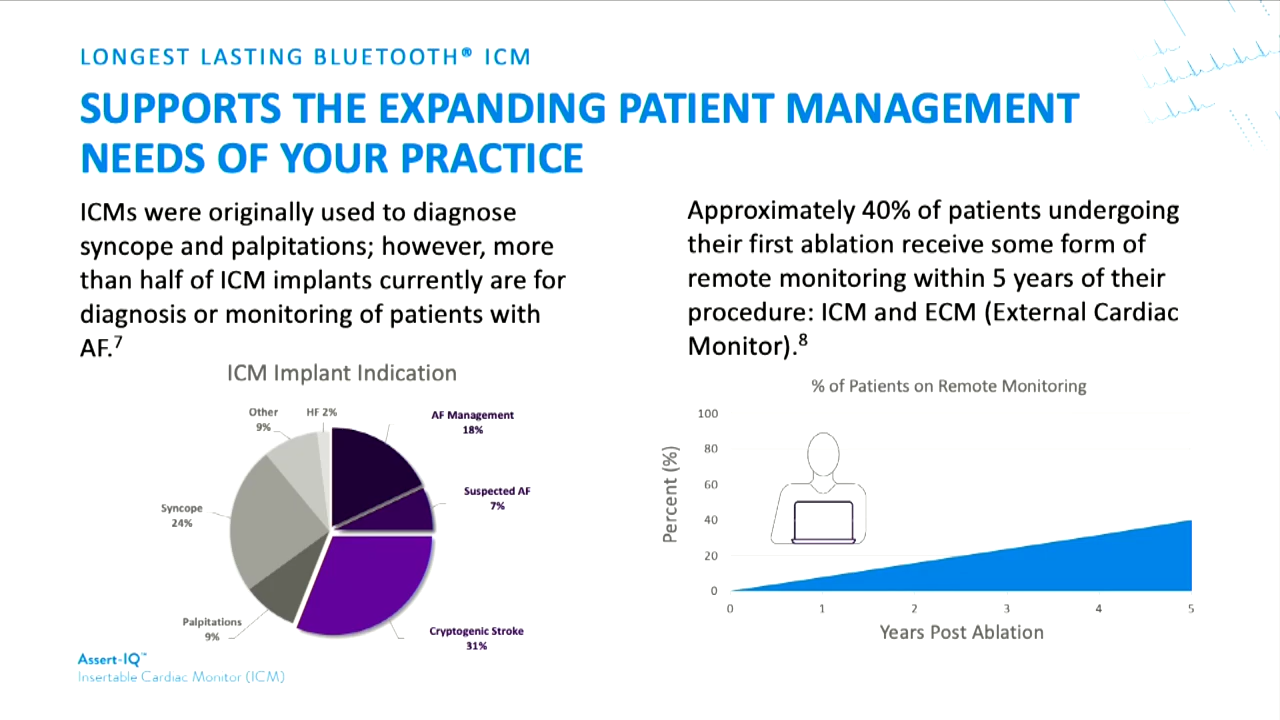 LONGEST LASTING BLUETOOTH® ICM
SUPPORTS THE EXPANDING PATIENT MANAGEMENT
NEEDS OF YOUR PRACTICE
ICMs were originally used to diagnose
syncope and palpitations; however, more
than half of ICM implants currently are for
diagnosis or monitoring of patients with
AF.⁷
ICM Implant Indication
Other
9%
HF 2%
AF Management
18%
Suspected AF
7%
Syncope
24%
Palpitations
9%
Cryptogenic Stroke
31%
Approximately 40% of patients undergoing
their first ablation receive some form of
remote monitoring within 5 years of their
procedure: ICM and ECM (External Cardiac
Monitor).⁸
% of Patients on Remote Monitoring
Percent (%)
100
80
60
40
20
0
0 1 2 3 4 5
Years Post Ablation
Assert-IQ™
Insertable Cardiac Monitor (ICM)